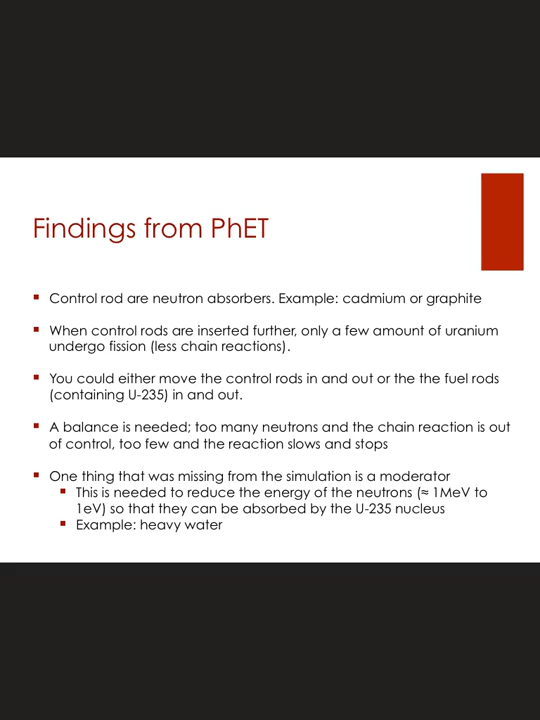 Findings from PhET
▪ Control rod are neutron absorbers. Example: cadmium or graphite
▪ When control rods are inserted further, only a few amount of uranium
undergo fission (less chain reactions).
▪ You could either move the control rods in and out or the the fuel rods
(containing U-235) in and out.
▪ A balance is needed; too many neutrons and the chain reaction is out
of control, too few and the reaction slows and stops
▪ One thing that was missing from the simulation is a moderator
▪ This is needed to reduce the energy of the neutrons (≈ 1MeV to
1eV) so that they can be absorbed by the U-235 nucleus
▪ Example: heavy water